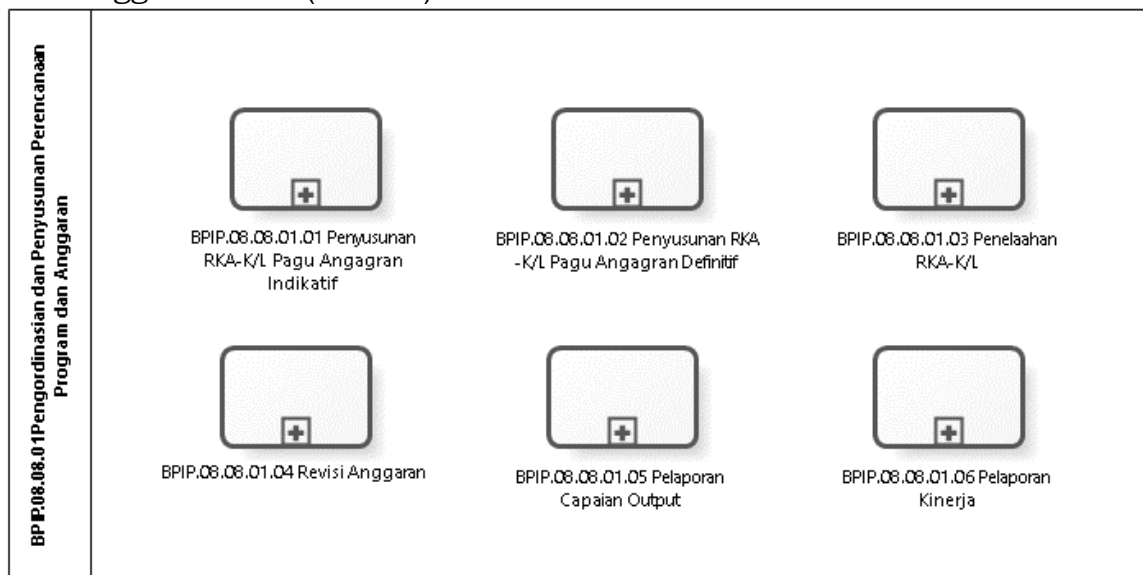 BPIP.08.08.01Pengordinasian dan Penyusunan Perencanaan
Program dan Anggaran
BPIP.08.08.01.01 Penyusunan
RKA-K/L Pagu Angagran
Indikatif
BPIP.08.08.01.02 Penyusunan RKA
-K/L Pagu Angagran Definitif
BPIP.08.08.01.03 Penelaahan
RKA-K/L
BPIP.08.08.01.04 Revisi Anggaran
BPIP.08.08.01.05 Pelaporan
Capaian Output
BPIP.08.08.01.06 Pelaporan
Kinerja